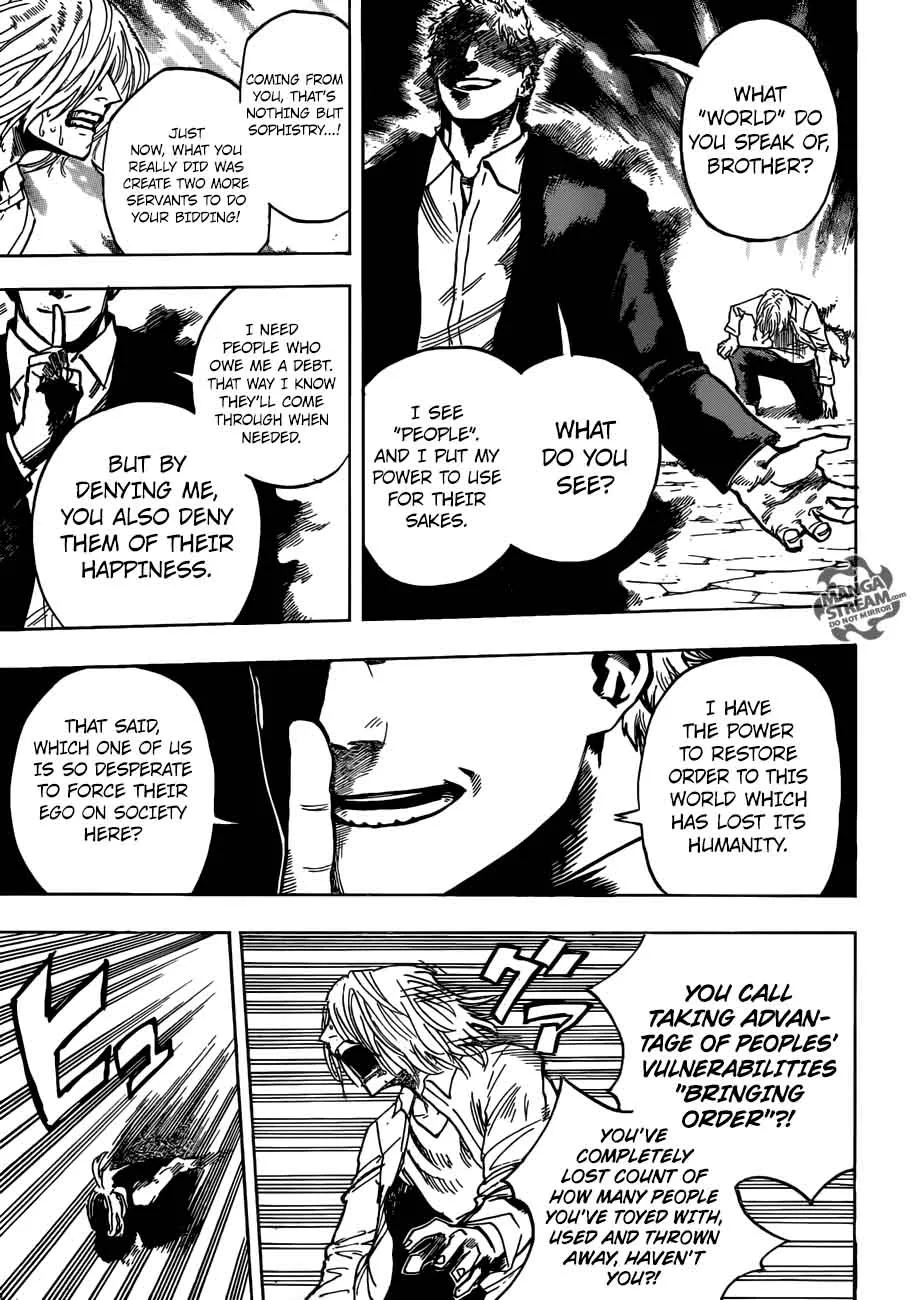 WHAT
"WORLD" DO
YOU SPEAK OF,
BROTHER?
WHAT
DO YOU
SEE?
I SEE
"PEOPLE".
AND I PUT MY
POWER TO USE
FOR THEIR
SAKES.
COMING FROM
YOU, THAT'S
NOTHING BUT
SOPHISTRY...!
JUST
NOW, WHAT YOU
REALLY DID WAS
CREATE TWO MORE
SERVANTS TO DO
YOUR BIDDING!
I NEED
PEOPLE WHO
OWE ME A DEBT.
THAT WAY I KNOW
THEY'LL COME
THROUGH WHEN
NEEDED.
BUT BY
DENYING ME,
YOU ALSO DENY
THEM OF THEIR
HAPPINESS.
MANGA
STREAM.com
DO NOT MIRROR
I HAVE
THE POWER
TO RESTORE
ORDER TO THIS
WORLD WHICH
HAS LOST ITS
HUMANITY.
THAT SAID,
WHICH ONE OF US
IS SO DESPERATE
TO FORCE THEIR
EGO ON SOCIETY
HERE?
YOU CALL
TAKING ADVAN-
TAGE OF PEOPLES'
VULNERABILITIES
"BRINGING
ORDER"?!
YOU'VE
COMPLETELY
LOST COUNT OF
HOW MANY PEOPLE
YOU'VE TOYED WITH,
USED AND THROWN
AWAY, HAVEN'T
YOU?!
グア
ヒュ